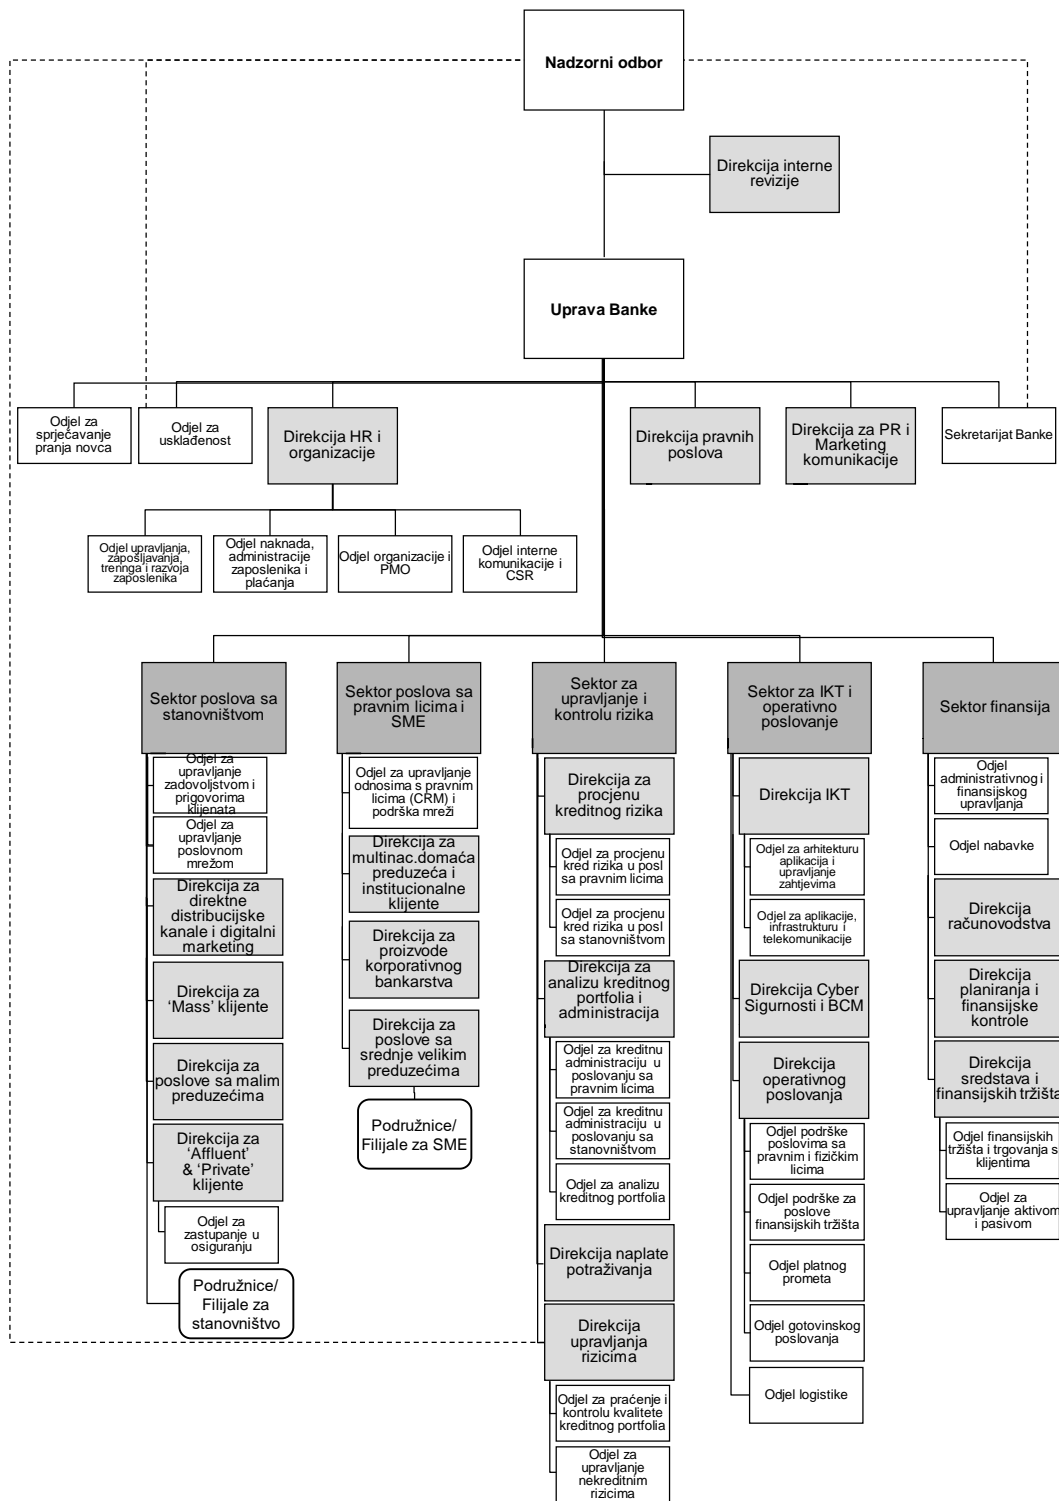 Nadzorni odbor
Direkcija interne
revizije
Uprava Banke
Odjel za
sprječavanje
pranja novca
Odjel za
usklađenost
Direkcija HR i
organizacije
Direkcija pravnih
poslova
Direkcija za PR i
Marketing
komunikacije
Sekretarijat Banke
Odjel upravljanja,
zapošljavanja,
trennga i razvoja
zaposlenika
Odjel naknada,
administracije
zaposlenika i
plaćanja
Odjel organizacije i
PMO
Odjel interne
komunikacije i
CSR
Sektor poslova sa
stanovništvom
Sektor poslova sa
pravnim licima i
SME
Sektor za
upravljanje i
kontrolu rizika
Sektor za IKT i
operativno
poslovanje
Sektor finansija
Odjel za
upravljanje
zadovoljstvom i
prigovorima
klijenata
Odjel za
upravljanje
poslovnom
mrežom
Direkcija za
direktne
distribucijske
kanale i digitalni
marketing
Direkcija za
‘Mass’ klijente
Direkcija za
poslove sa malim
preduzećima
Direkcija za
‘Affluent’
& ‘Private’
klijente
Odjel za
zastupanje u
osiguranju
Podružnice/
Filijale za
stanovništvo
Odjel za upravljanje
odnosima s pravnim
licima (CRM) i
podrška mreži
Direkcija za
multinac.domaća
preduzeća i
institucionalne
klijente
Direkcija za
proizvode
korporativnog
bankarstva
Direkcija za
poslove sa
srednje velikim
preduzećima
Podružnice/
Filijale za SME
Direkcija za
procjenu
kreditnog rizika
Odjel za procjenu
kred rizika u posl
sa pravnim licima
Odjel za procjenu
kred rizika u posl
sa stanovništvom
Direkcija za
analizu kreditnog
portfolia i
administracija
Odjel za kreditnu
administraciju u
poslovanju sa
pravnim licima
Odjel za kreditnu
administraciju u
poslovanju sa
stanovništvom
Odjel za analizu
kreditnog portfolia
Direkcija naplate
potraživanja
Direkcija
upravljanja
rizicima
Odjel za praćenje i
kontrolu kvalitete
kreditnog portfolia
Odjel za
upravljanje
nekreditnim
rizicima
Direkcija IKT
Odjel za arhitekturu
aplikacija i
upravljanje
zahtjevima
Odjel za aplikacije,
infrastrukturu i
telekomunikacije
Direkcija Cyber
Sigurnosti i BCM
Direkcija
operativnog
poslovanja
Odjel podrške
poslovima sa
pravnim i fizičkim
licima
Odjel podrške za
poslove
finansijskih tržišta
Odjel platnog
prometa
Odjel gotovinskog
poslovanja
Odjel logistike
Odjel
administrativnog i
finansijskog
upravljanja
Odjel nabavke
Direkcija
računovodstva
Direkcija
planiranja i
finansijske
kontrole
Direkcija
sredstava i
finansijskih tržišta
Odjel finansijskih
tržišta i trgovanja s
klijentima
Odjel za
upravljanje aktivom
i pasivom